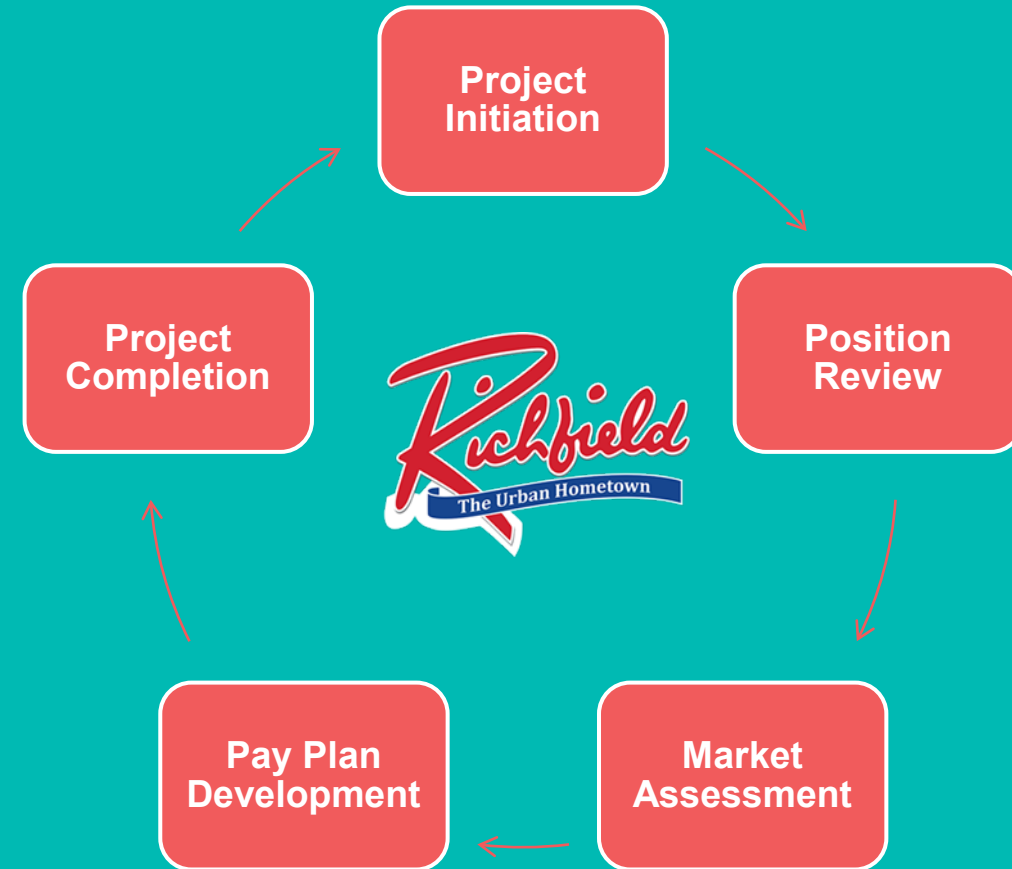 Project
Initiation
Position
Review
Market
Assessment
Pay Plan
Development
Project
Completion
Richfield
The Urban Hometown